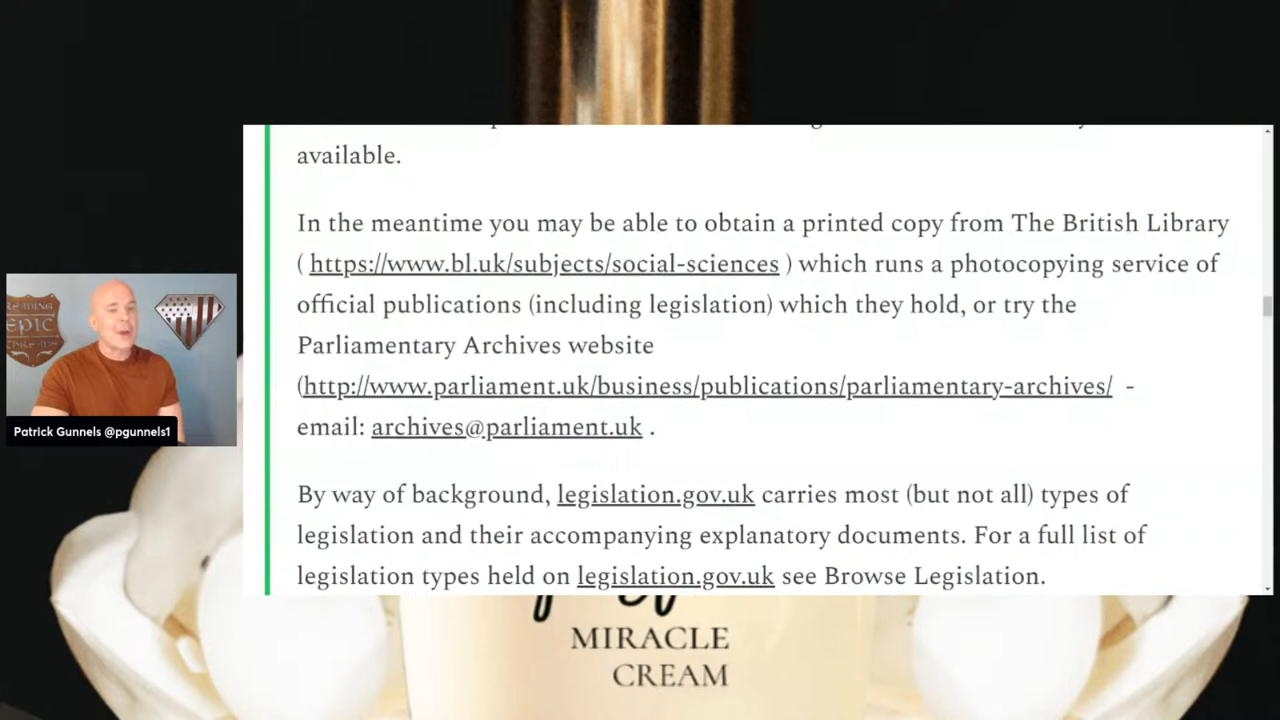 available.
In the meantime you may be able to obtain a printed copy from The British Library
( https://www.bl.uk/subjects/social-sciences ) which runs a photocopying service of
official publications (including legislation) which they hold, or try the
Parliamentary Archives website
(http://www.parliament.uk/business/publications/parliamentary-archives/ -
email: archives@parliament.uk .
By way of background, legislation.gov.uk carries most (but not all) types of
legislation and their accompanying explanatory documents. For a full list of
legislation types held on legislation.gov.uk see Browse Legislation.
EPIC
Patrick Gunnels @pgunnels1
MIRACLE
CREAM